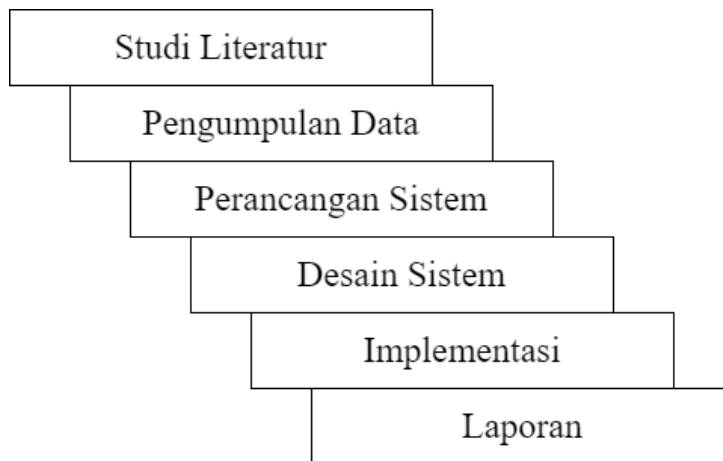 Studi Literatur
Pengumpulan Data
Perancangan Sistem
Desain Sistem
Implementasi
Laporan